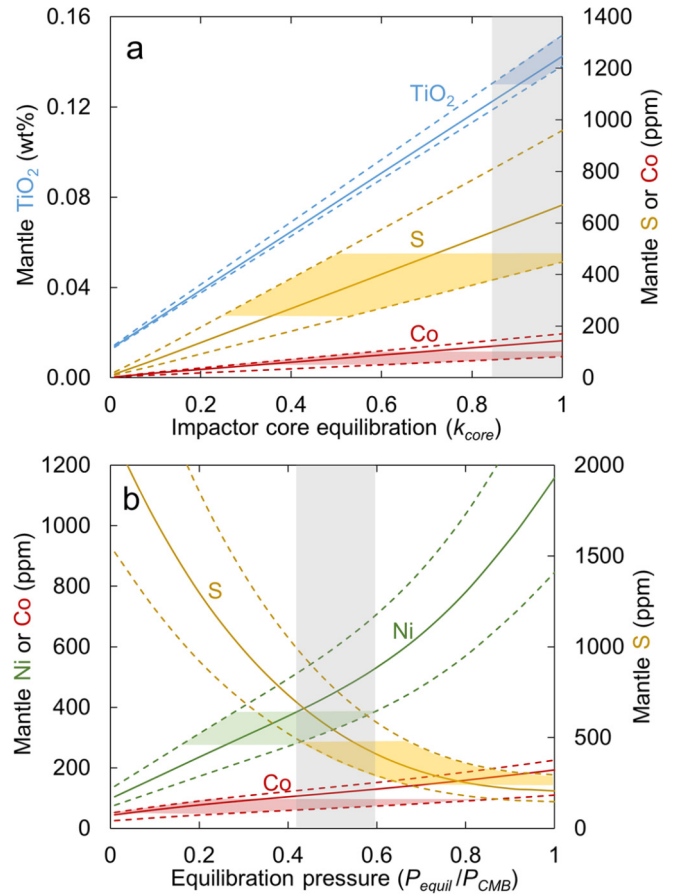 a
0.16
0.12
0.08
0.04
0.00
Mantle TiO2 (wt%)
1400
1200
1000
800
600
400
200
0
Mantle S or Co (ppm)
TiO2
S
Co
0
0.2
0.4
0.6
0.8
1
Impactor core equilibration (kcore)
b
1200
1000
800
600
400
200
0
Mantle Ni or Co (ppm)
2000
1500
1000
500
0
Mantle S (ppm)
S
Ni
Co
0
0.2
0.4
0.6
0.8
1
Equilibration pressure (Pequil/PCMB)